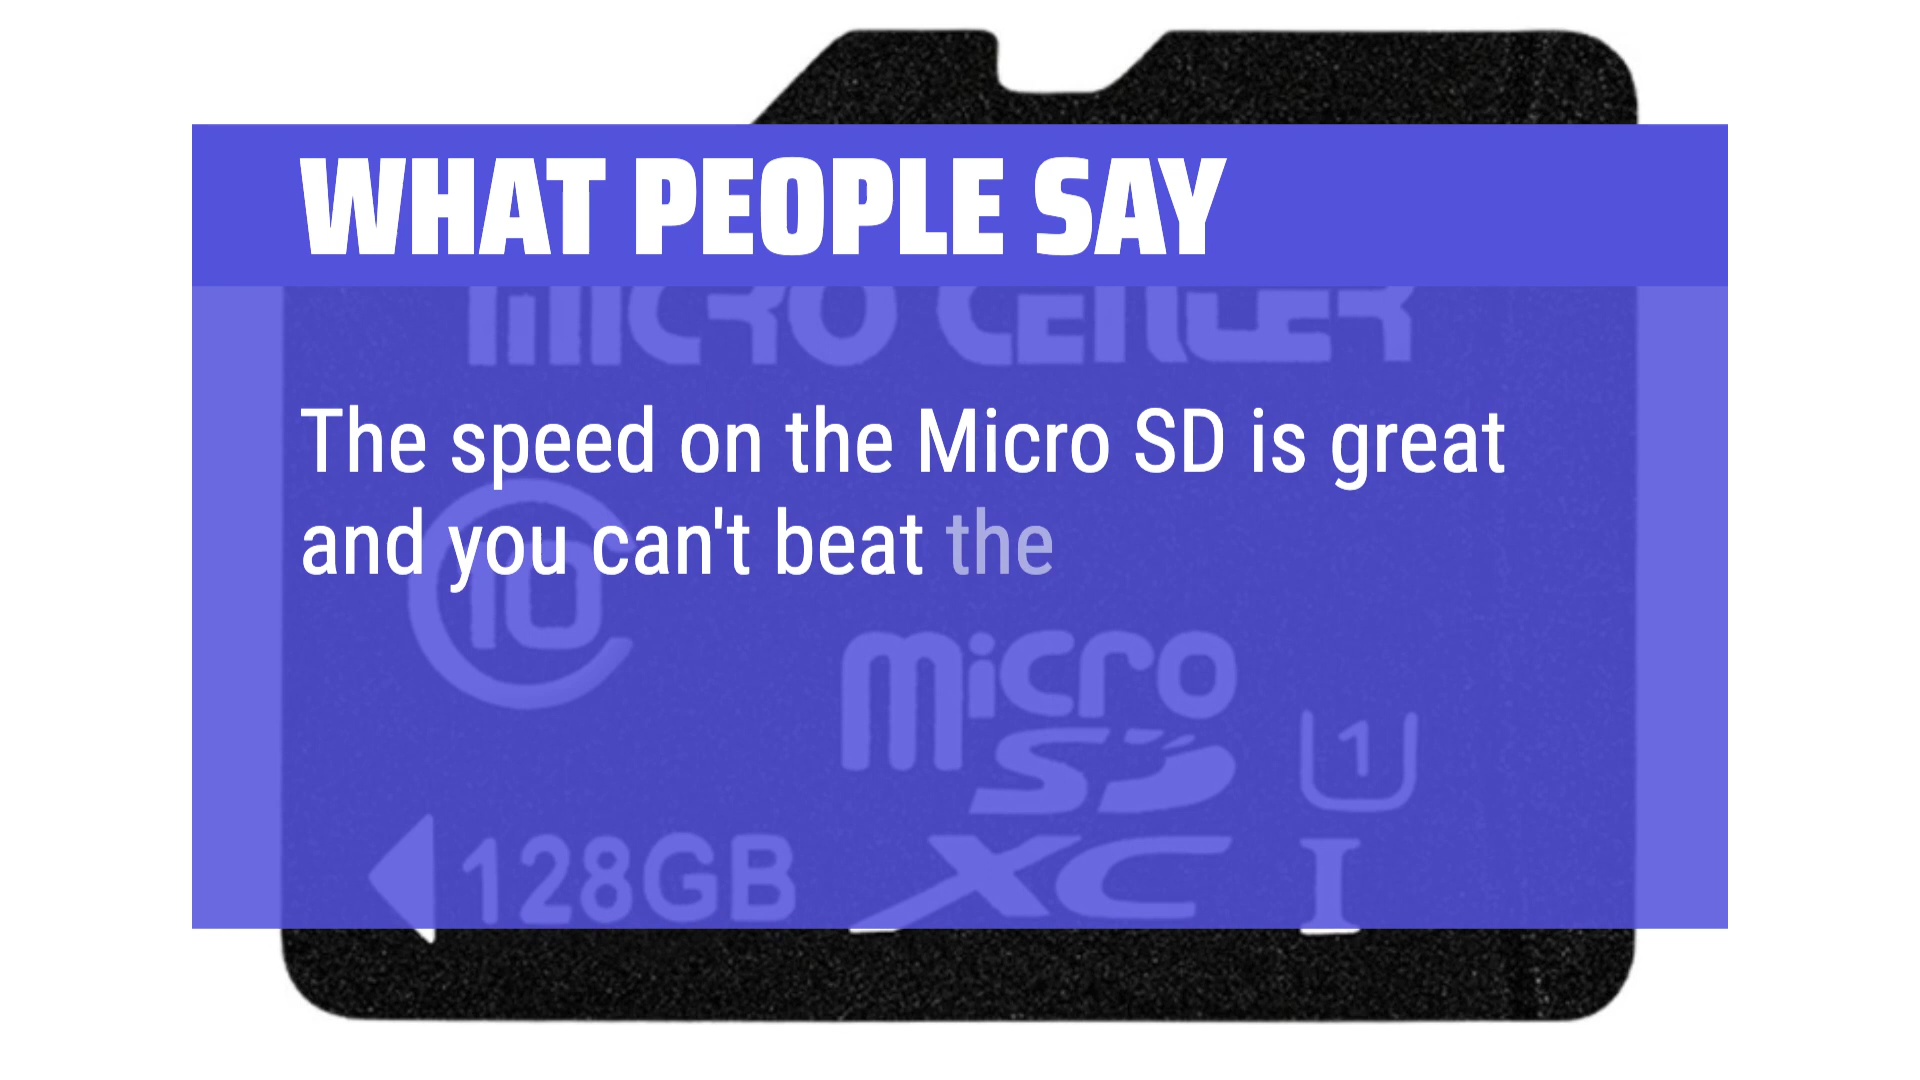 WHAT PEOPLE SAY
MICRO CENTER
The speed on the Micro SD is great
and you can't beat the
10
micro
SD
1
128GB
XC
I